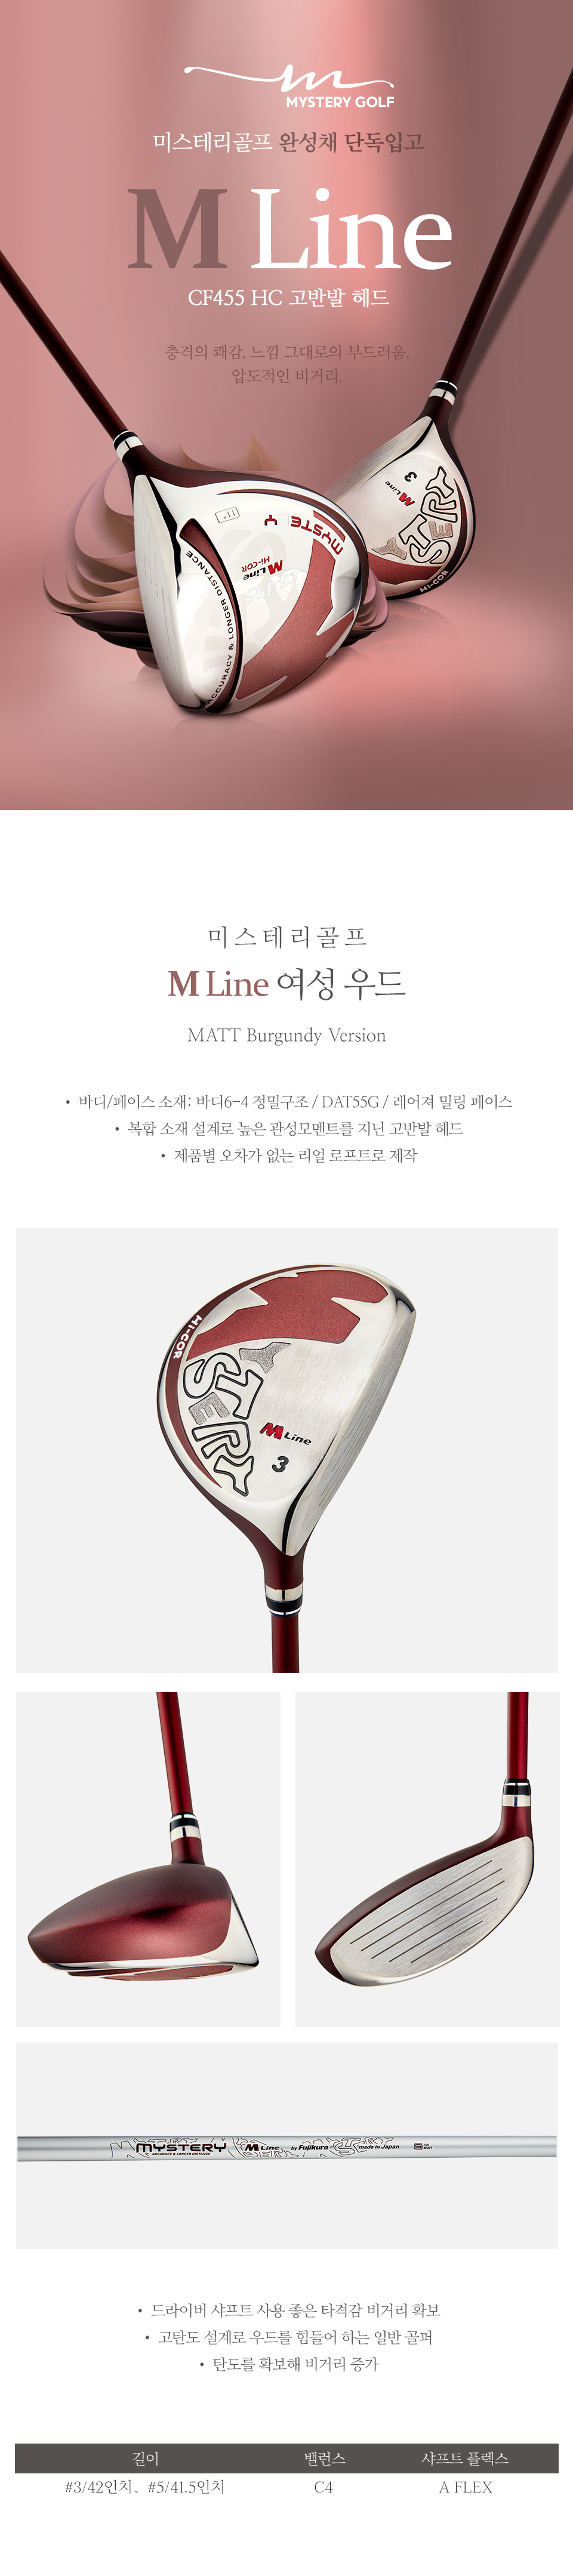 MYSTERY GOLF
미스테리골프 완성채 단독입고
M Line
CF455 HC 고반발 헤드
충격의 쾌감. 느낌 그대로의 부드러움.
압도적인 비거리.
MYSTE Y
M Line
HI-COR
ACCURACY & LONGER DISTANCE
3
M Line
STERY
HI-COR
미스테리골프
M Line 여성 우드
MATT Burgundy Version
• 바디/페이스 소재: 바디6-4 정밀구조 / DAT55G / 레어져 밀링 페이스
• 복합 소재 설계로 높은 관성모멘트를 지닌 고반발 헤드
• 제품별 오차가 없는 리얼 로프트로 제작
HI-COR
YSTERY
M Line
3
MYSTERY
ACCURACY & LONGER DISTANCE
M Line by Fujikura made in Japan
• 드라이버 샤프트 사용 좋은 타격감 비거리 확보
• 고탄도 설계로 우드를 힘들어 하는 일반 골퍼
• 탄도를 확보해 비거리 증가
길이 밸런스 샤프트 플렉스
#3/42인치、#5/41.5인치 C4 A FLEX